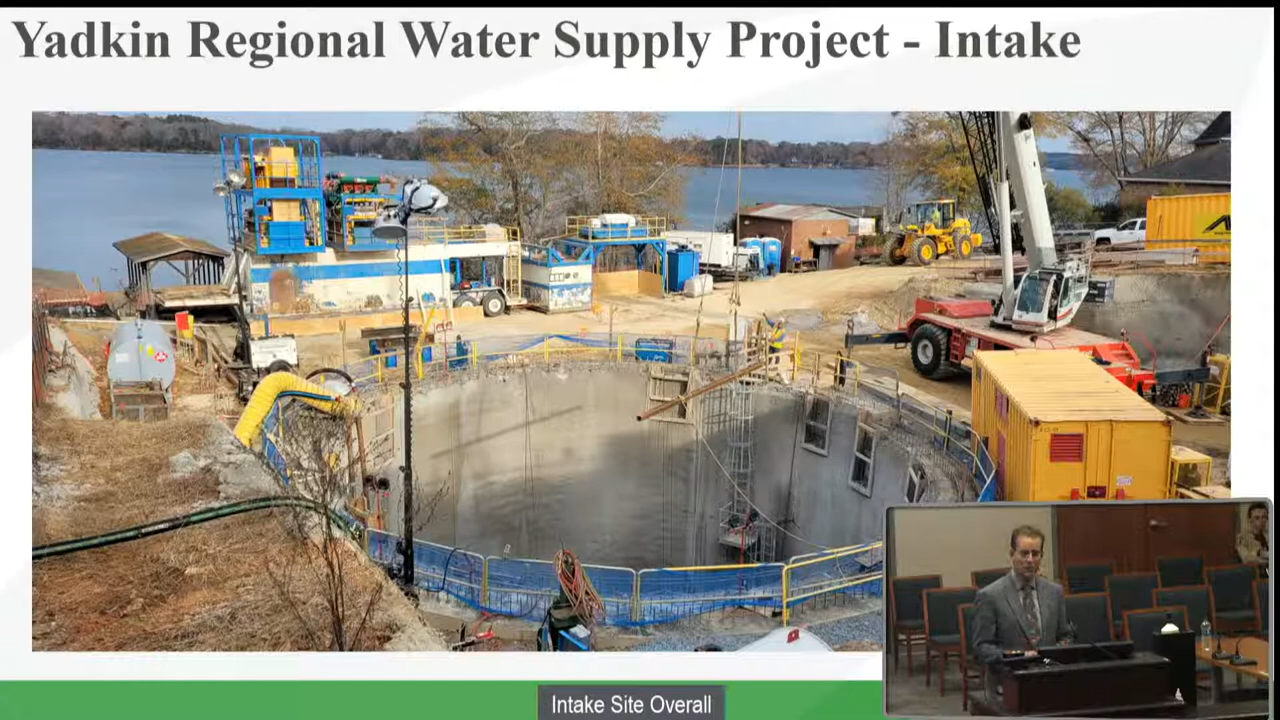 Yadkin Regional Water Supply Project - Intake
Intake Site Overall